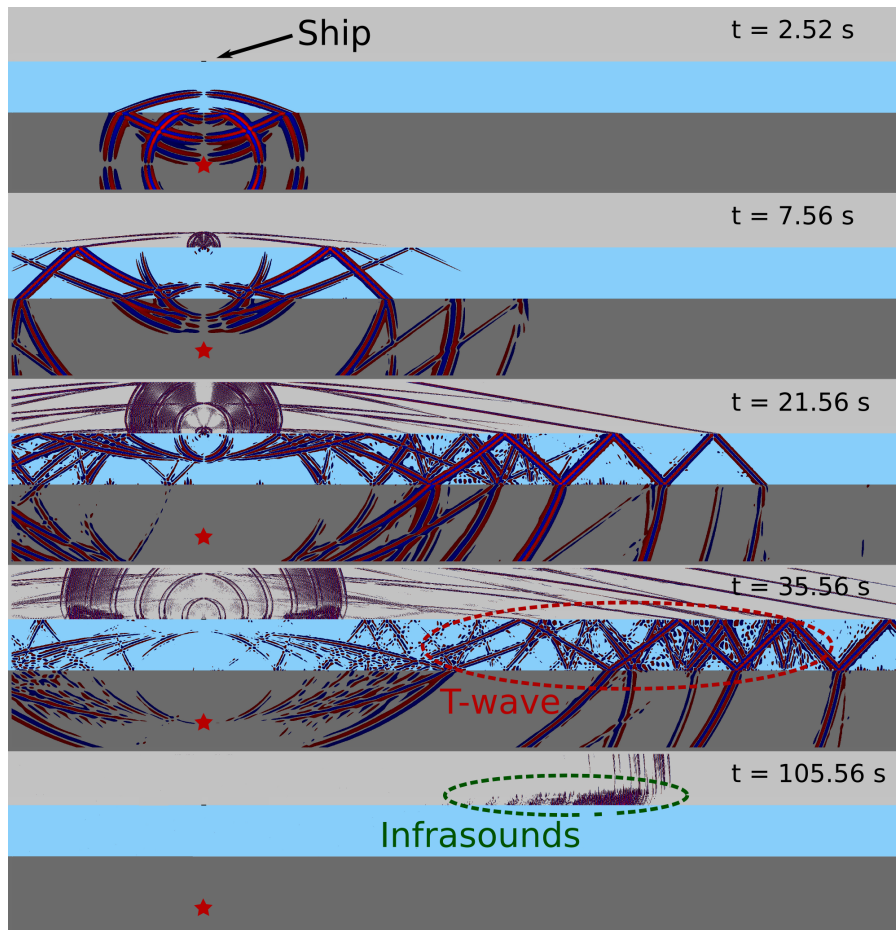 Ship
t = 2.52 s
t = 7.56 s
t = 21.56 s
t = 35.56 s
T-wave
t = 105.56 s
Infrasounds